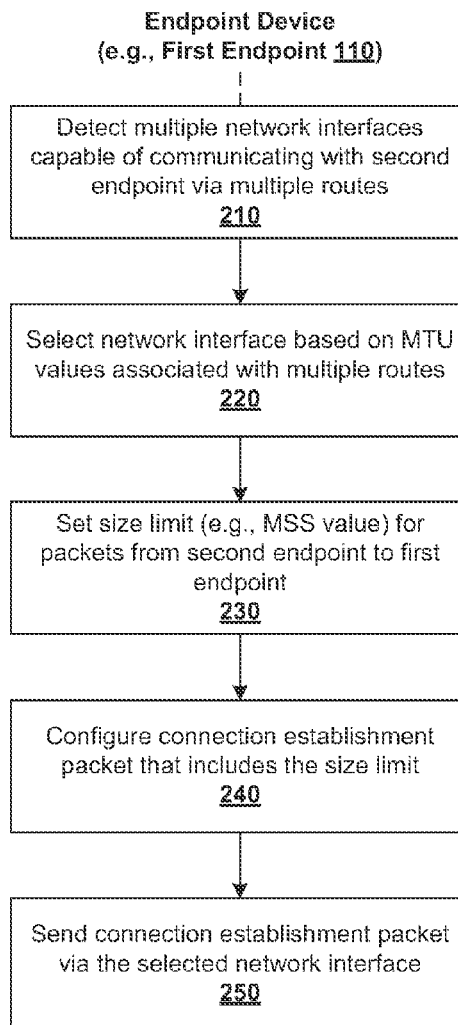 Endpoint Device
(e.g., First Endpoint 110)
Detect multiple network interfaces
capable of communicating with second
endpoint via multiple routes
210
Select network interface based on MTU
values associated with multiple routes
220
Set size limit (e.g., MSS value) for
packets from second endpoint to first
endpoint
230
Configure connection establishment
packet that includes the size limit
240
Send connection establishment packet
via the selected network interface
250